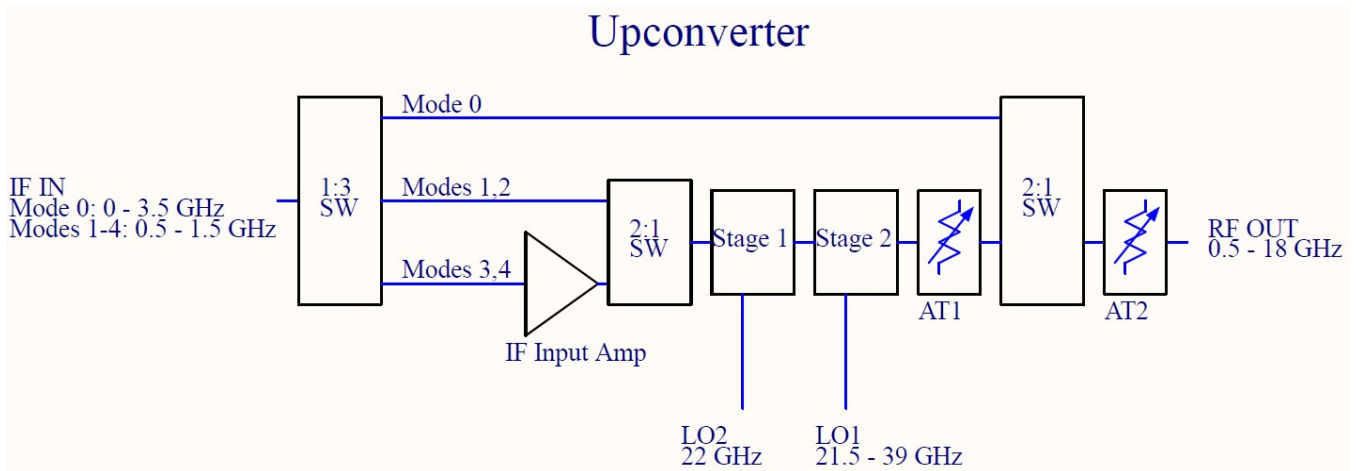 Upconverter
Mode 0
IF IN
Mode 0: 0 - 3.5 GHz
Modes 1-4: 0.5 - 1.5 GHz
1:3
SW
Modes 1,2
Modes 3,4
IF Input Amp
2:1
SW
Stage 1
Stage 2
AT1
2:1
SW
AT2
RF OUT
0.5 - 18 GHz
LO2
22 GHz
LO1
21.5 - 39 GHz